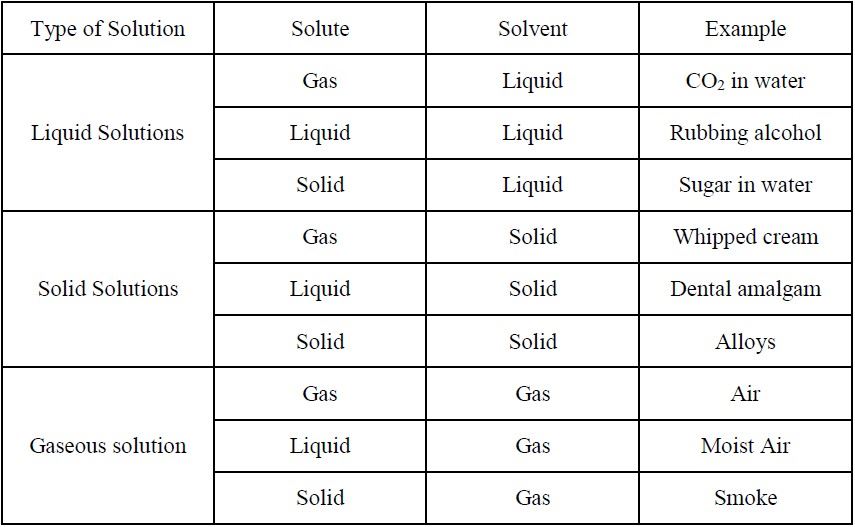 Type of Solution Solute Solvent Example
Liquid Solutions
Gas Liquid CO₂ in water
Liquid Liquid Rubbing alcohol
Solid Liquid Sugar in water
Solid Solutions
Gas Solid Whipped cream
Liquid Solid Dental amalgam
Solid Solid Alloys
Gaseous solution
Gas Gas Air
Liquid Gas Moist Air
Solid Gas Smoke